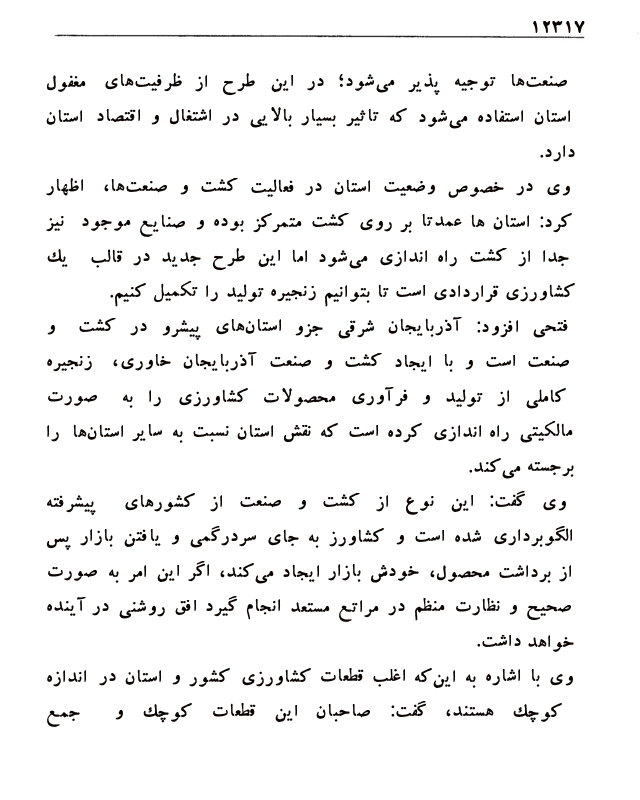 ۱۲۳۱۷
صنعت‌ها توجیه پذیر می‌شود؛ در این طرح از ظرفیت‌های مغفول
استان استفاده می‌شود که تاثیر بسیار بالایی در اشتغال و اقتصاد استان
دارد.
وی در خصوص وضعیت استان در فعالیت کشت و صنعت‌ها، اظهار
کرد: استان ها عمدتا بر روی کشت متمرکز بوده و صنایع موجود نیز
جدا از کشت راه اندازی می‌شود اما این طرح جدید در قالب یك
کشاورزی قراردادی است تا بتوانیم زنجیره تولید را تکمیل کنیم.
فتحی افزود: آذربایجان شرقی جزو استان‌های پیشرو در کشت و
صنعت است و با ایجاد کشت و صنعت آذربایجان خاوری، زنجیره
کاملی از تولید و فرآوری محصولات کشاورزی را به صورت
مالکیتی راه اندازی کرده است که نقش استان نسبت به سایر استان‌ها را
برجسته می‌کند.
وی گفت: این نوع از کشت و صنعت از کشورهای پیشرفته
الگوبرداری شده است و کشاورز به جای سردرگمی و یافتن بازار پس
از برداشت محصول، خودش بازار ایجاد می‌کند، اگر این امر به صورت
صحیح و نظارت منظم در مراتع مستعد انجام گیرد افق روشنی در آینده
خواهد داشت.
وی با اشاره به این‌که اغلب قطعات کشاورزی کشور و استان در اندازه
کوچك هستند، گفت: صاحبان این قطعات کوچك و جمع